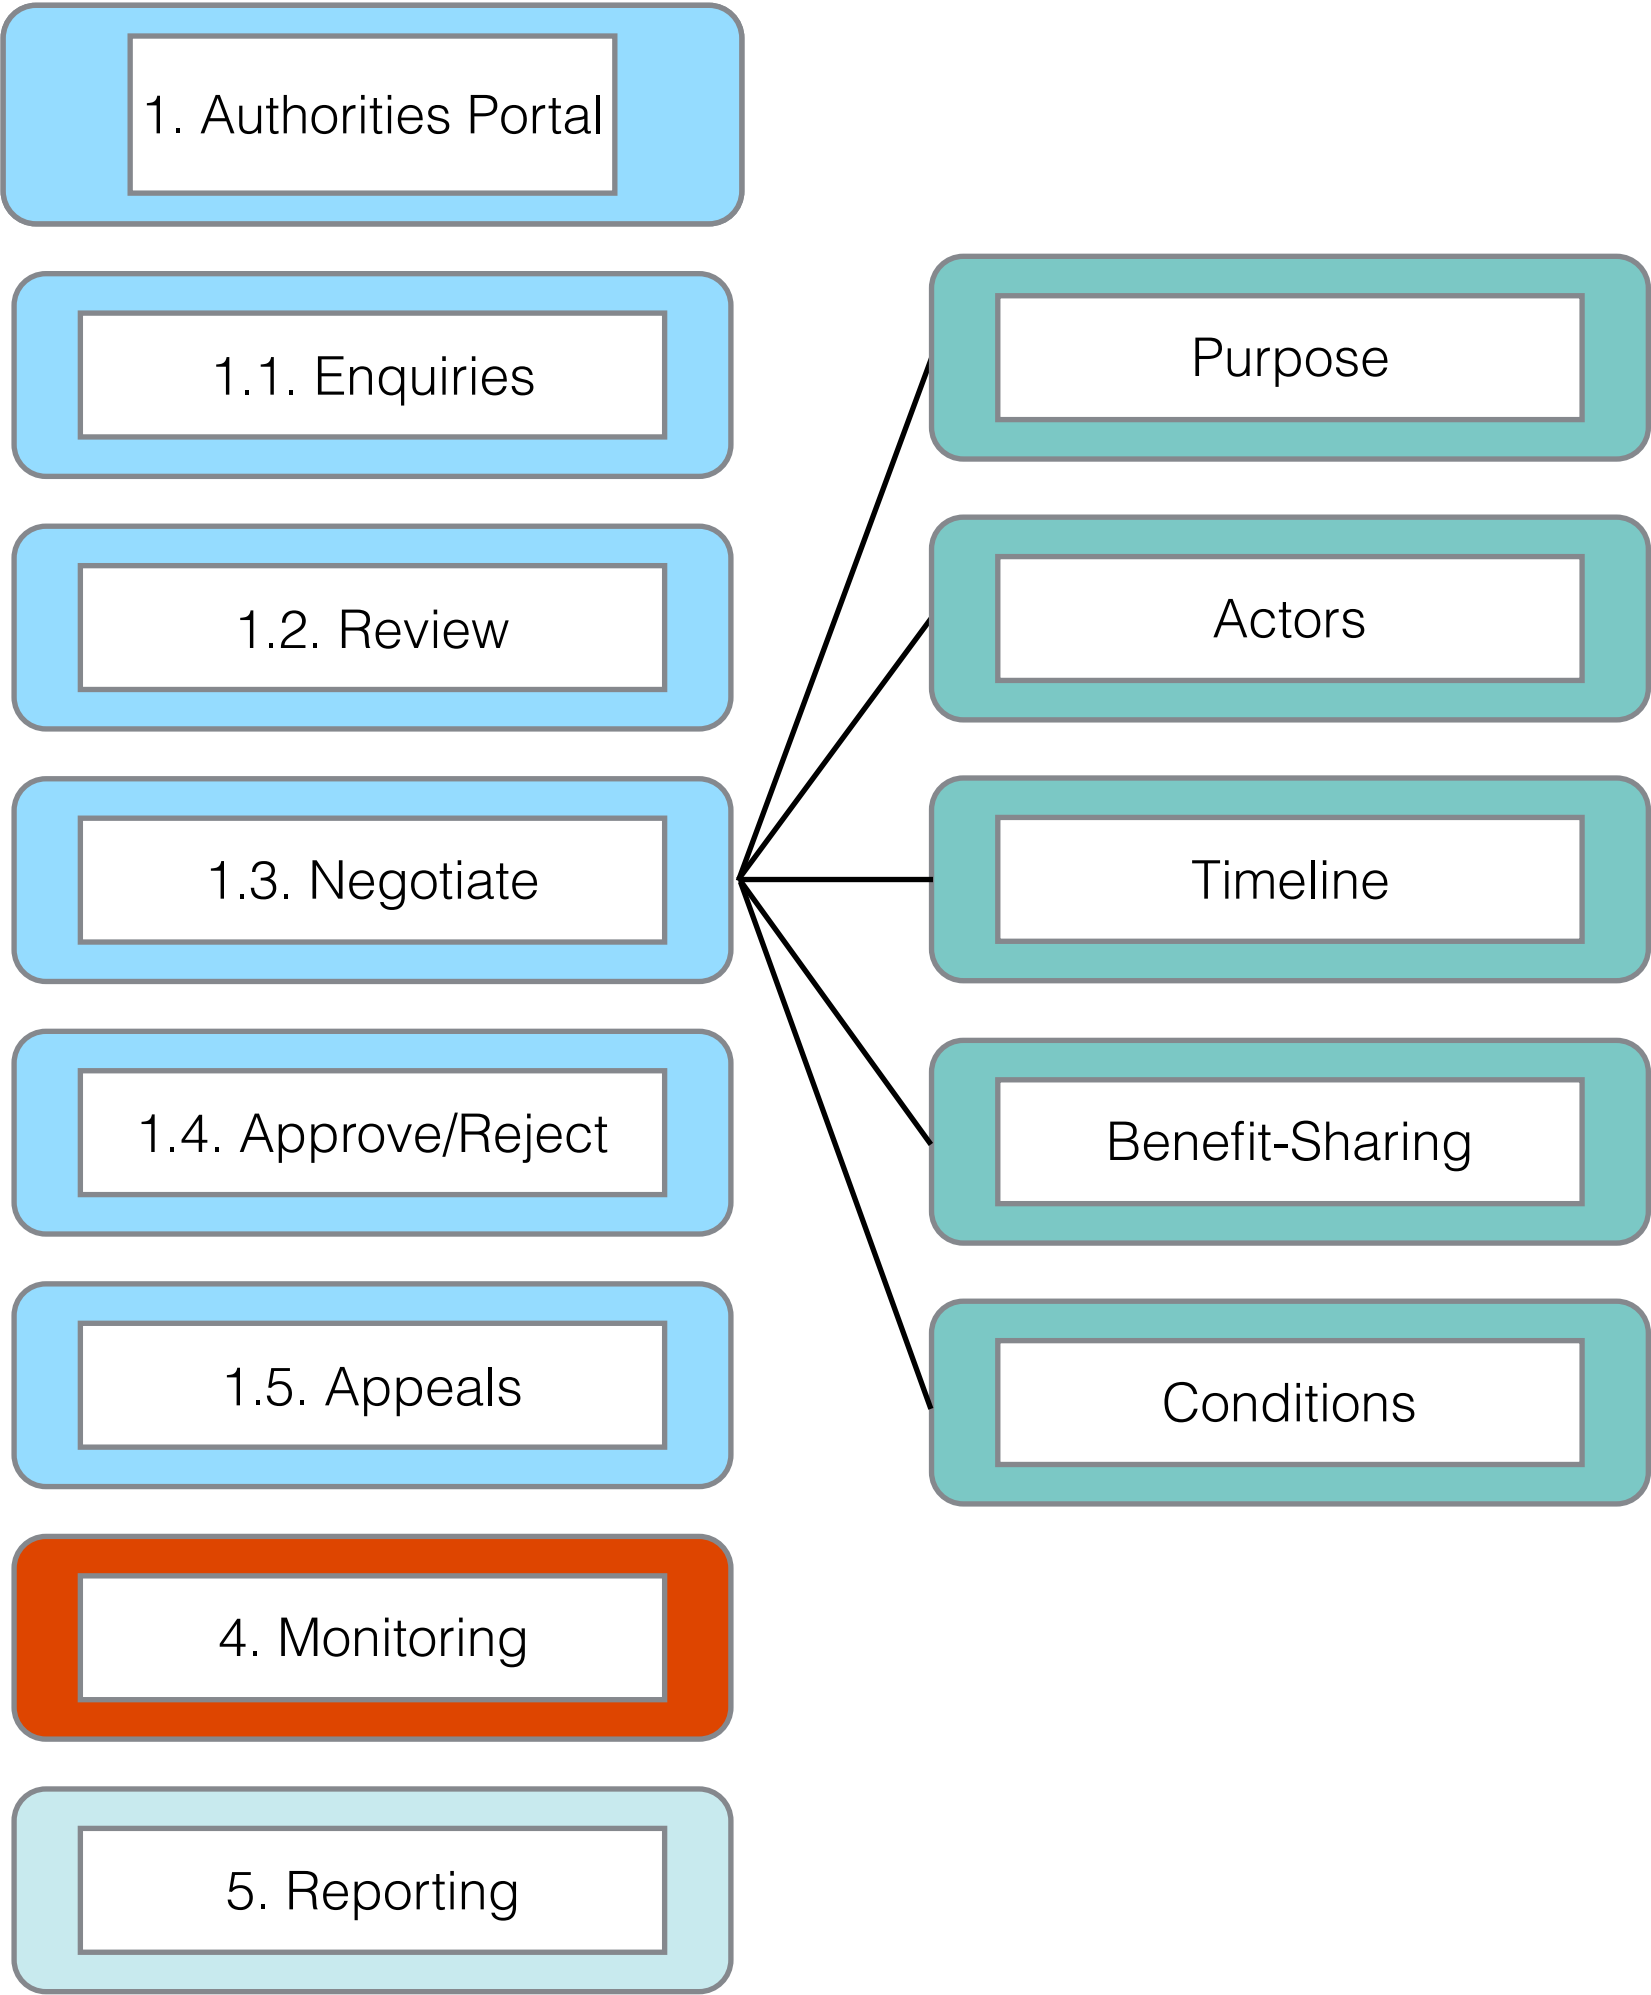 1. Authorities Portal
1.1. Enquiries
1.2. Review
1.3. Negotiate
1.4. Approve/Reject
1.5. Appeals
4. Monitoring
5. Reporting
Purpose
Actors
Timeline
Benefit-Sharing
Conditions